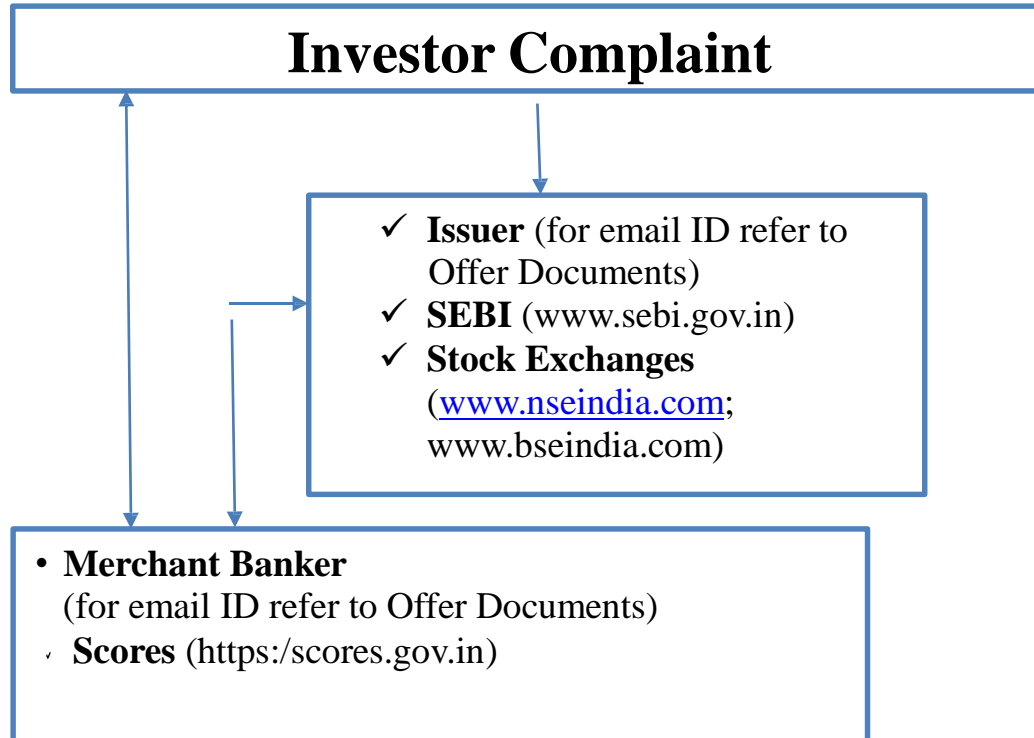 Investor Complaint
✓ Issuer (for email ID refer to
Offer Documents)
✓ SEBI (www.sebi.gov.in)
✓ Stock Exchanges
(www.nseindia.com;
www.bseindia.com)
• Merchant Banker
(for email ID refer to Offer Documents)
✓ Scores (https:/scores.gov.in)